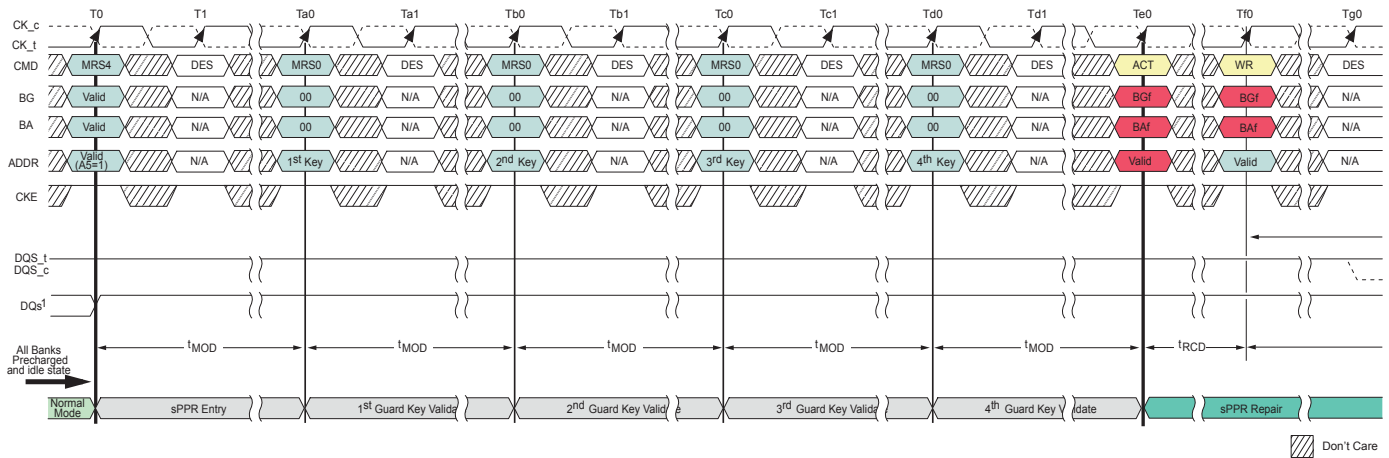 T0 T1 Ta0 Ta1 Tb0 Tb1 Tc0 Tc1 Td0 Td1 Te0 Tf0 Tg0
CK_c
CK_t
CMD MRS4 DES MRS0 DES MRS0 DES MRS0 DES MRS0 DES ACT WR DES
BG Valid N/A 00 N/A 00 N/A 00 N/A 00 N/A BGf BGf N/A
BA Valid N/A 00 N/A 00 N/A 00 N/A 00 N/A BAf BAf N/A
ADDR Valid (A5=1) N/A 1st Key N/A 2nd Key N/A 3rd Key N/A 4th Key N/A Valid Valid N/A
CKE
DQS_t
DQS_c
DQs1
All Banks
Precharged
and idle state
tMOD tMOD tMOD tMOD tMOD tRCD
Normal Mode sPPR Entry 1st Guard Key Valida 2nd Guard Key Valid e 3rd Guard Key Valida 4th Guard Key V date sPPR Repair
Don't Care